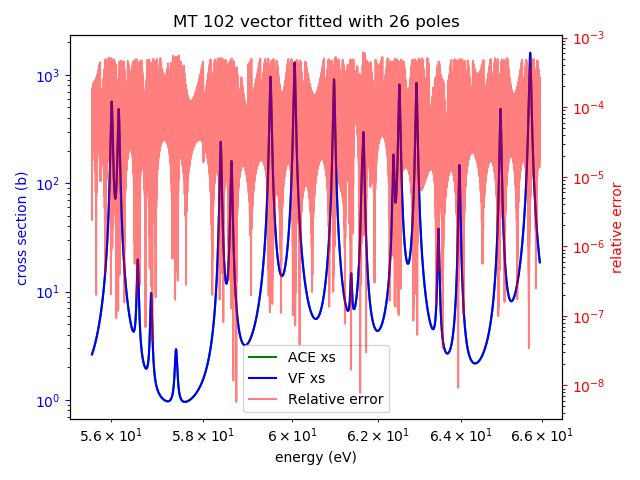 MT 102 vector fitted with 26 poles
10³
10²
10¹
10⁰
cross section (b)
10⁻³
10⁻⁴
10⁻⁵
10⁻⁶
10⁻⁷
10⁻⁸
relative error
ACE xs
VF xs
Relative error
5.6 × 10¹ 5.8 × 10¹ 6 × 10¹ 6.2 × 10¹ 6.4 × 10¹ 6.6 × 10¹
energy (eV)